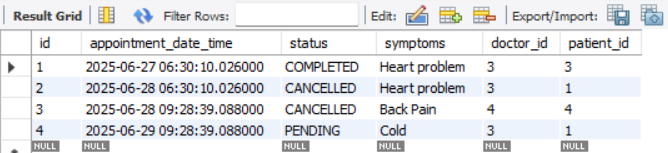 Result Grid Filter Rows: Edit: Export/Import:
id appointment_date_time status symptoms doctor_id patient_id
1 2025-06-27 06:30:10.026000 COMPLETED Heart problem 3 3
2 2025-06-28 06:30:10.026000 CANCELLED Heart problem 3 1
3 2025-06-28 09:28:39.088000 CANCELLED Back Pain 4 4
4 2025-06-29 09:28:39.088000 PENDING Cold 3 1
NULL NULL NULL NULL NULL NULL